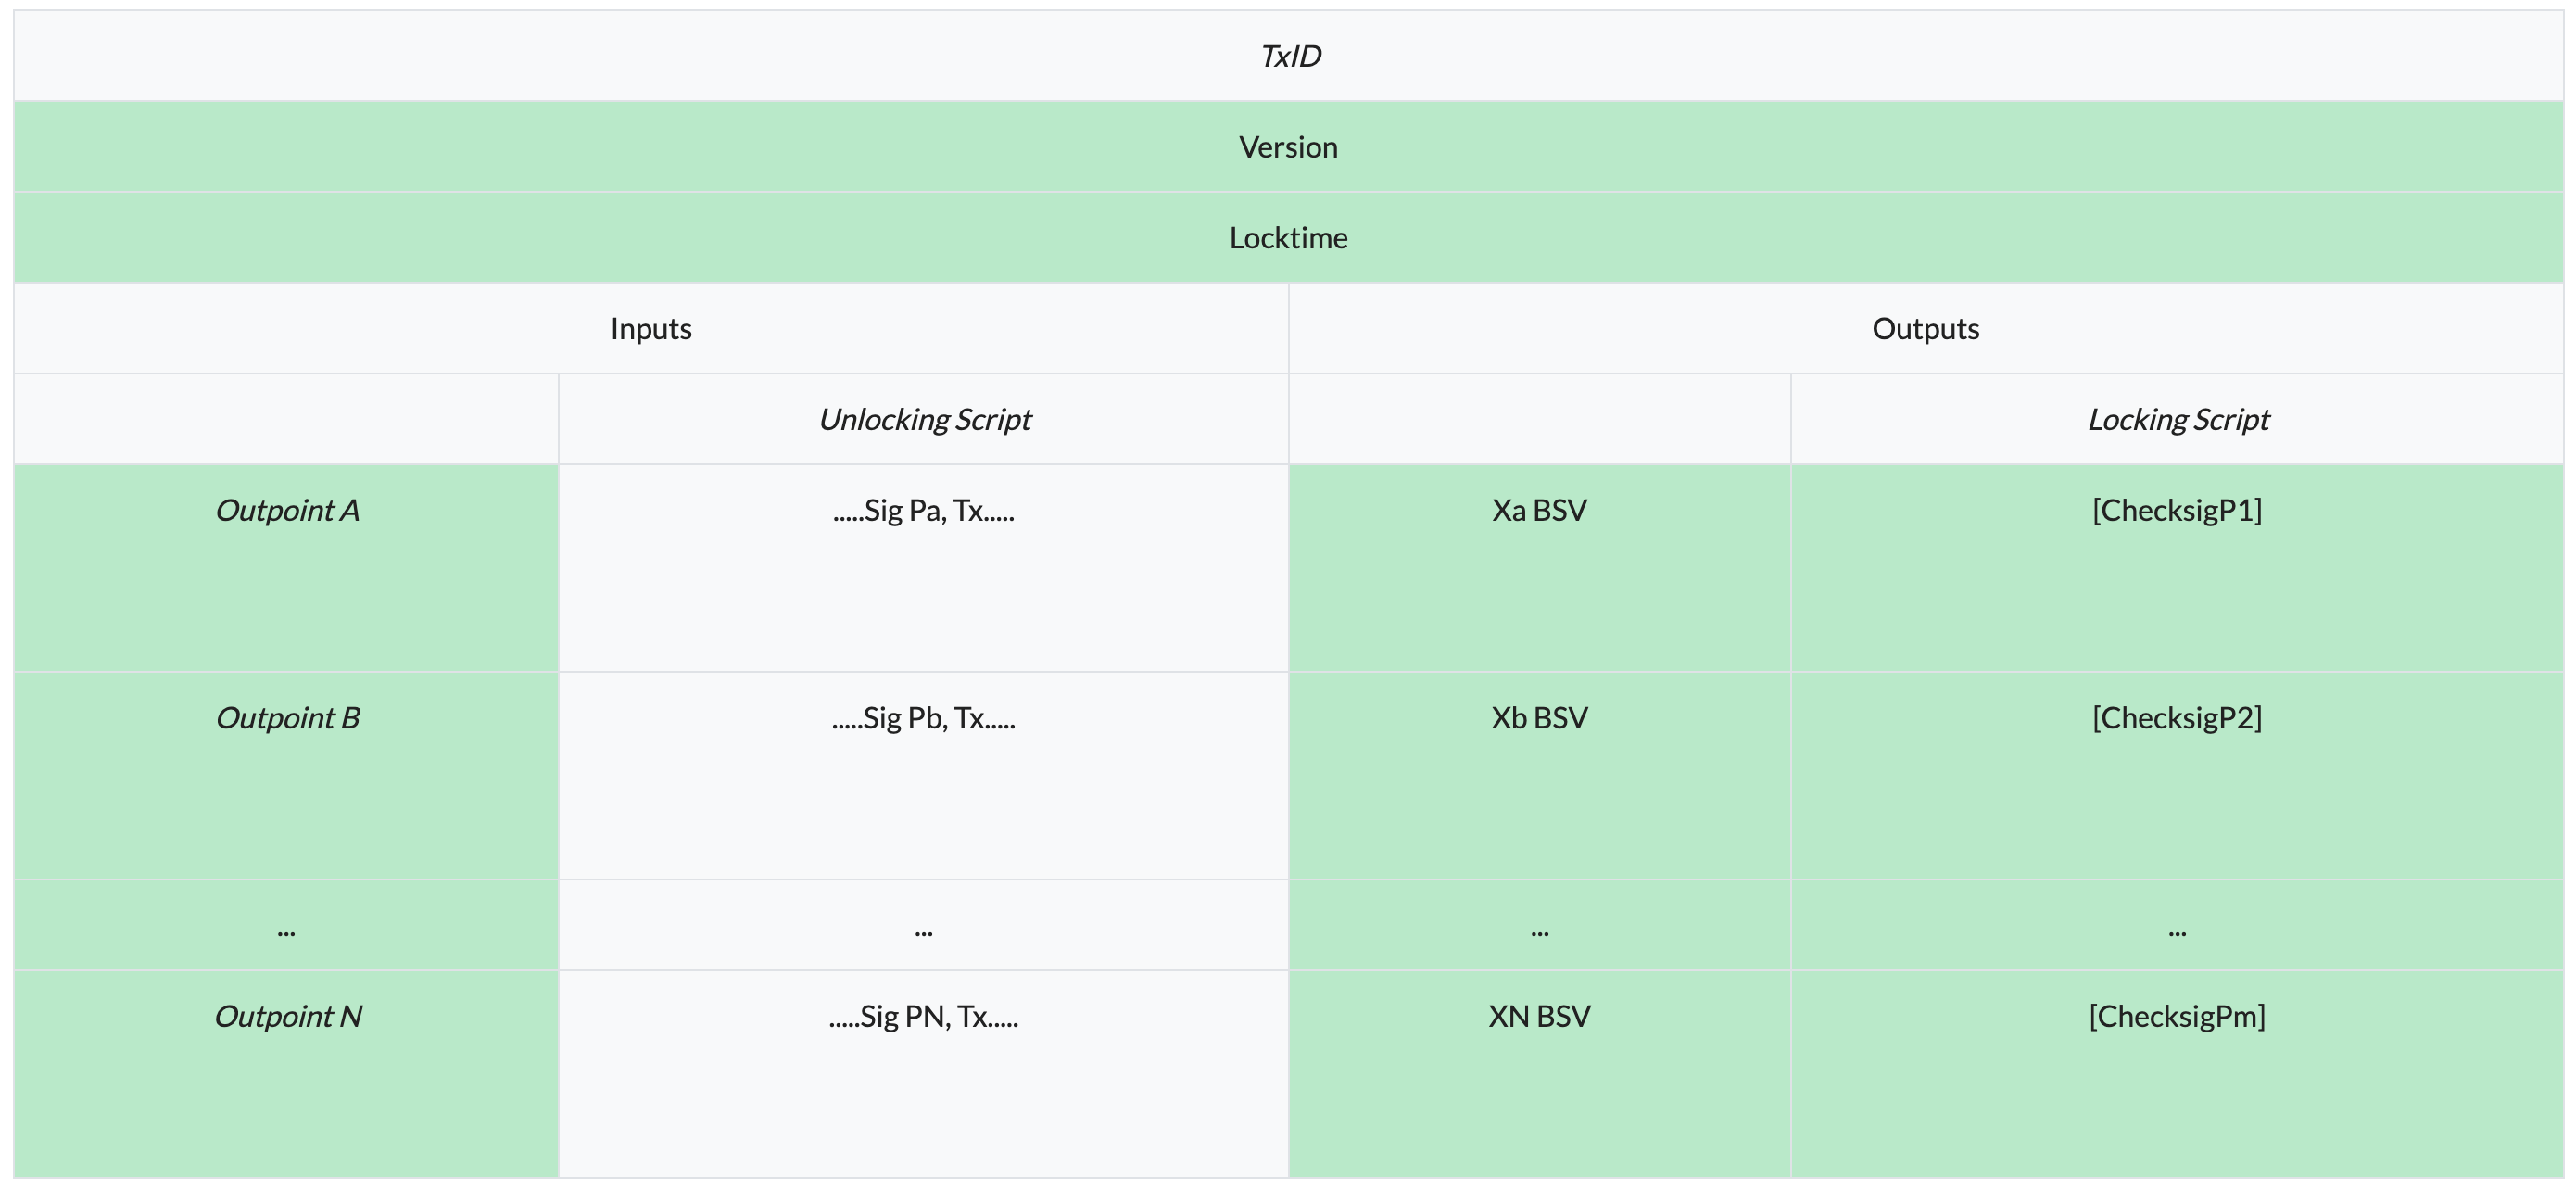 TxID
Version
Locktime
Inputs Outputs
Unlocking Script Locking Script
Outpoint A .....Sig Pa, Tx..... Xa BSV [ChecksigP1]
Outpoint B .....Sig Pb, Tx..... Xb BSV [ChecksigP2]
... ... ... ...
Outpoint N .....Sig PN, Tx..... XN BSV [ChecksigPm]